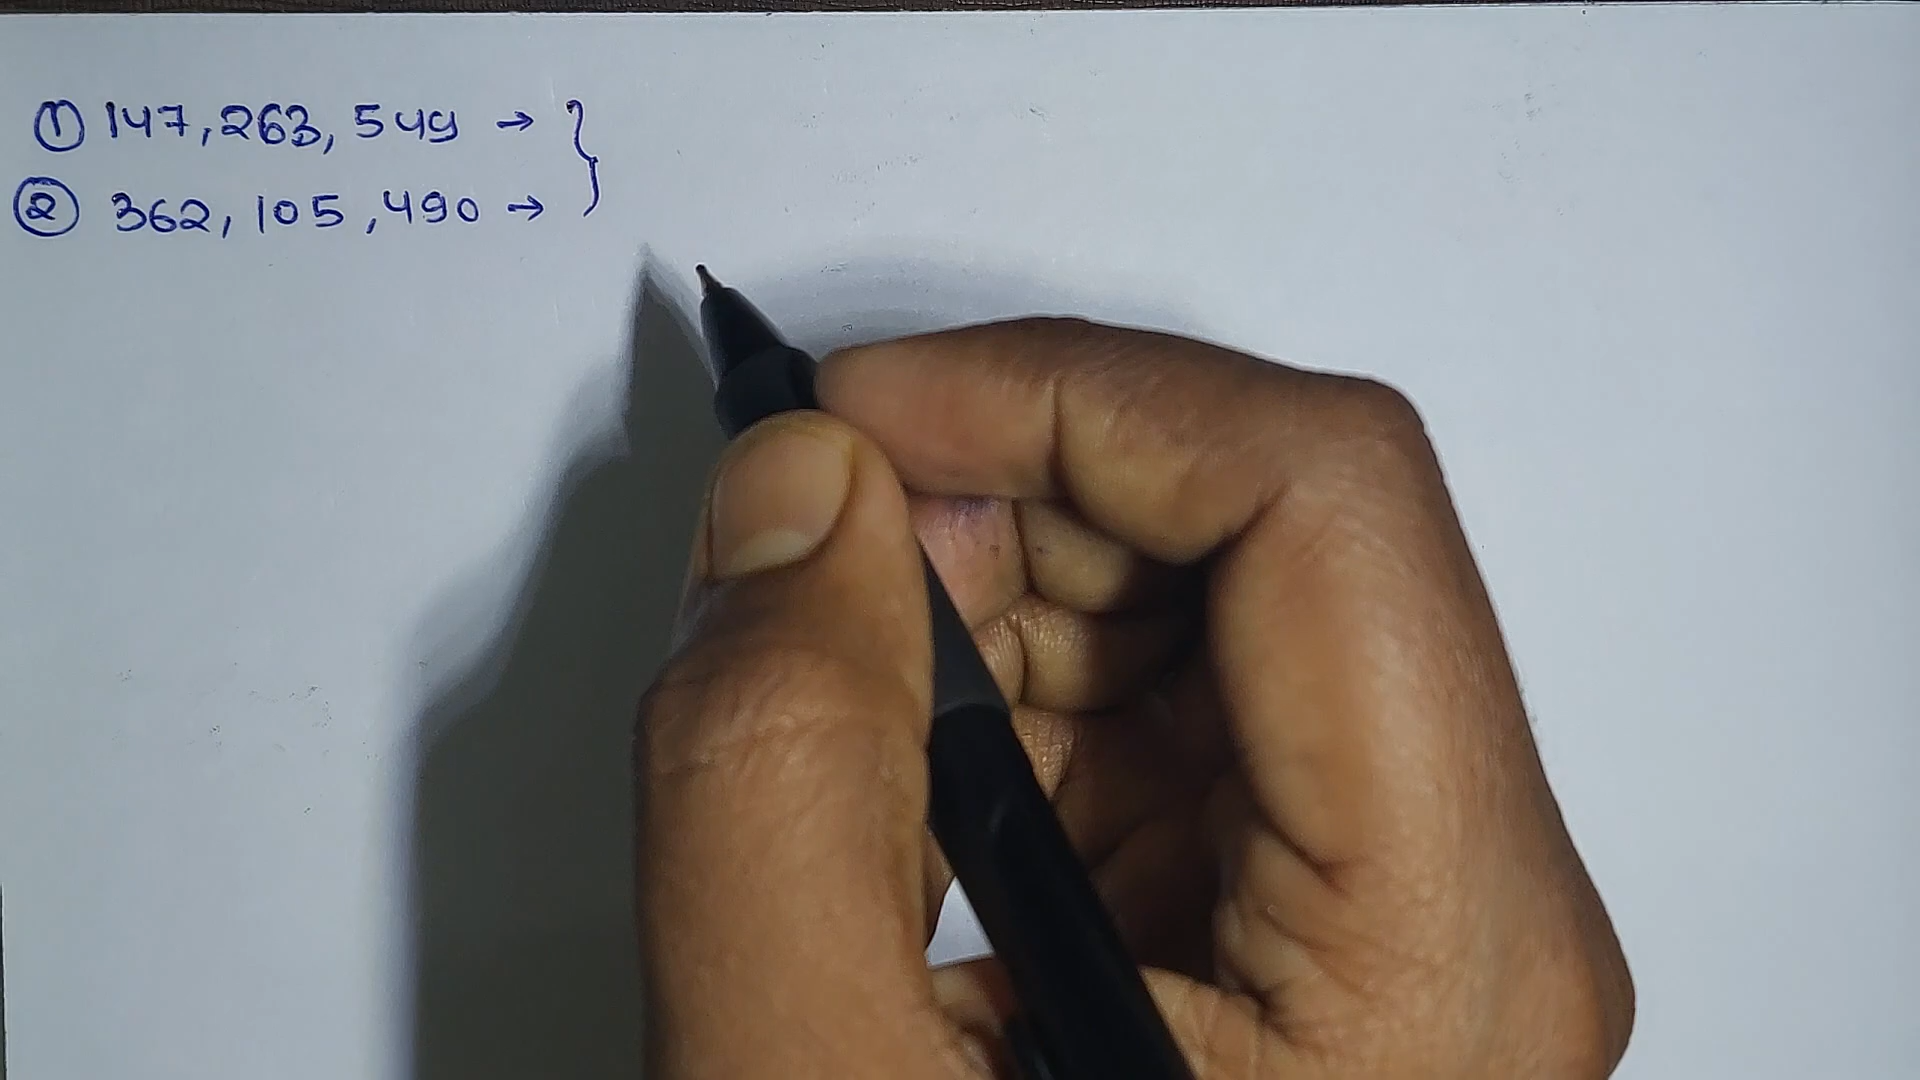 ① 147, 263, 549 → }
② 362, 105, 490 →